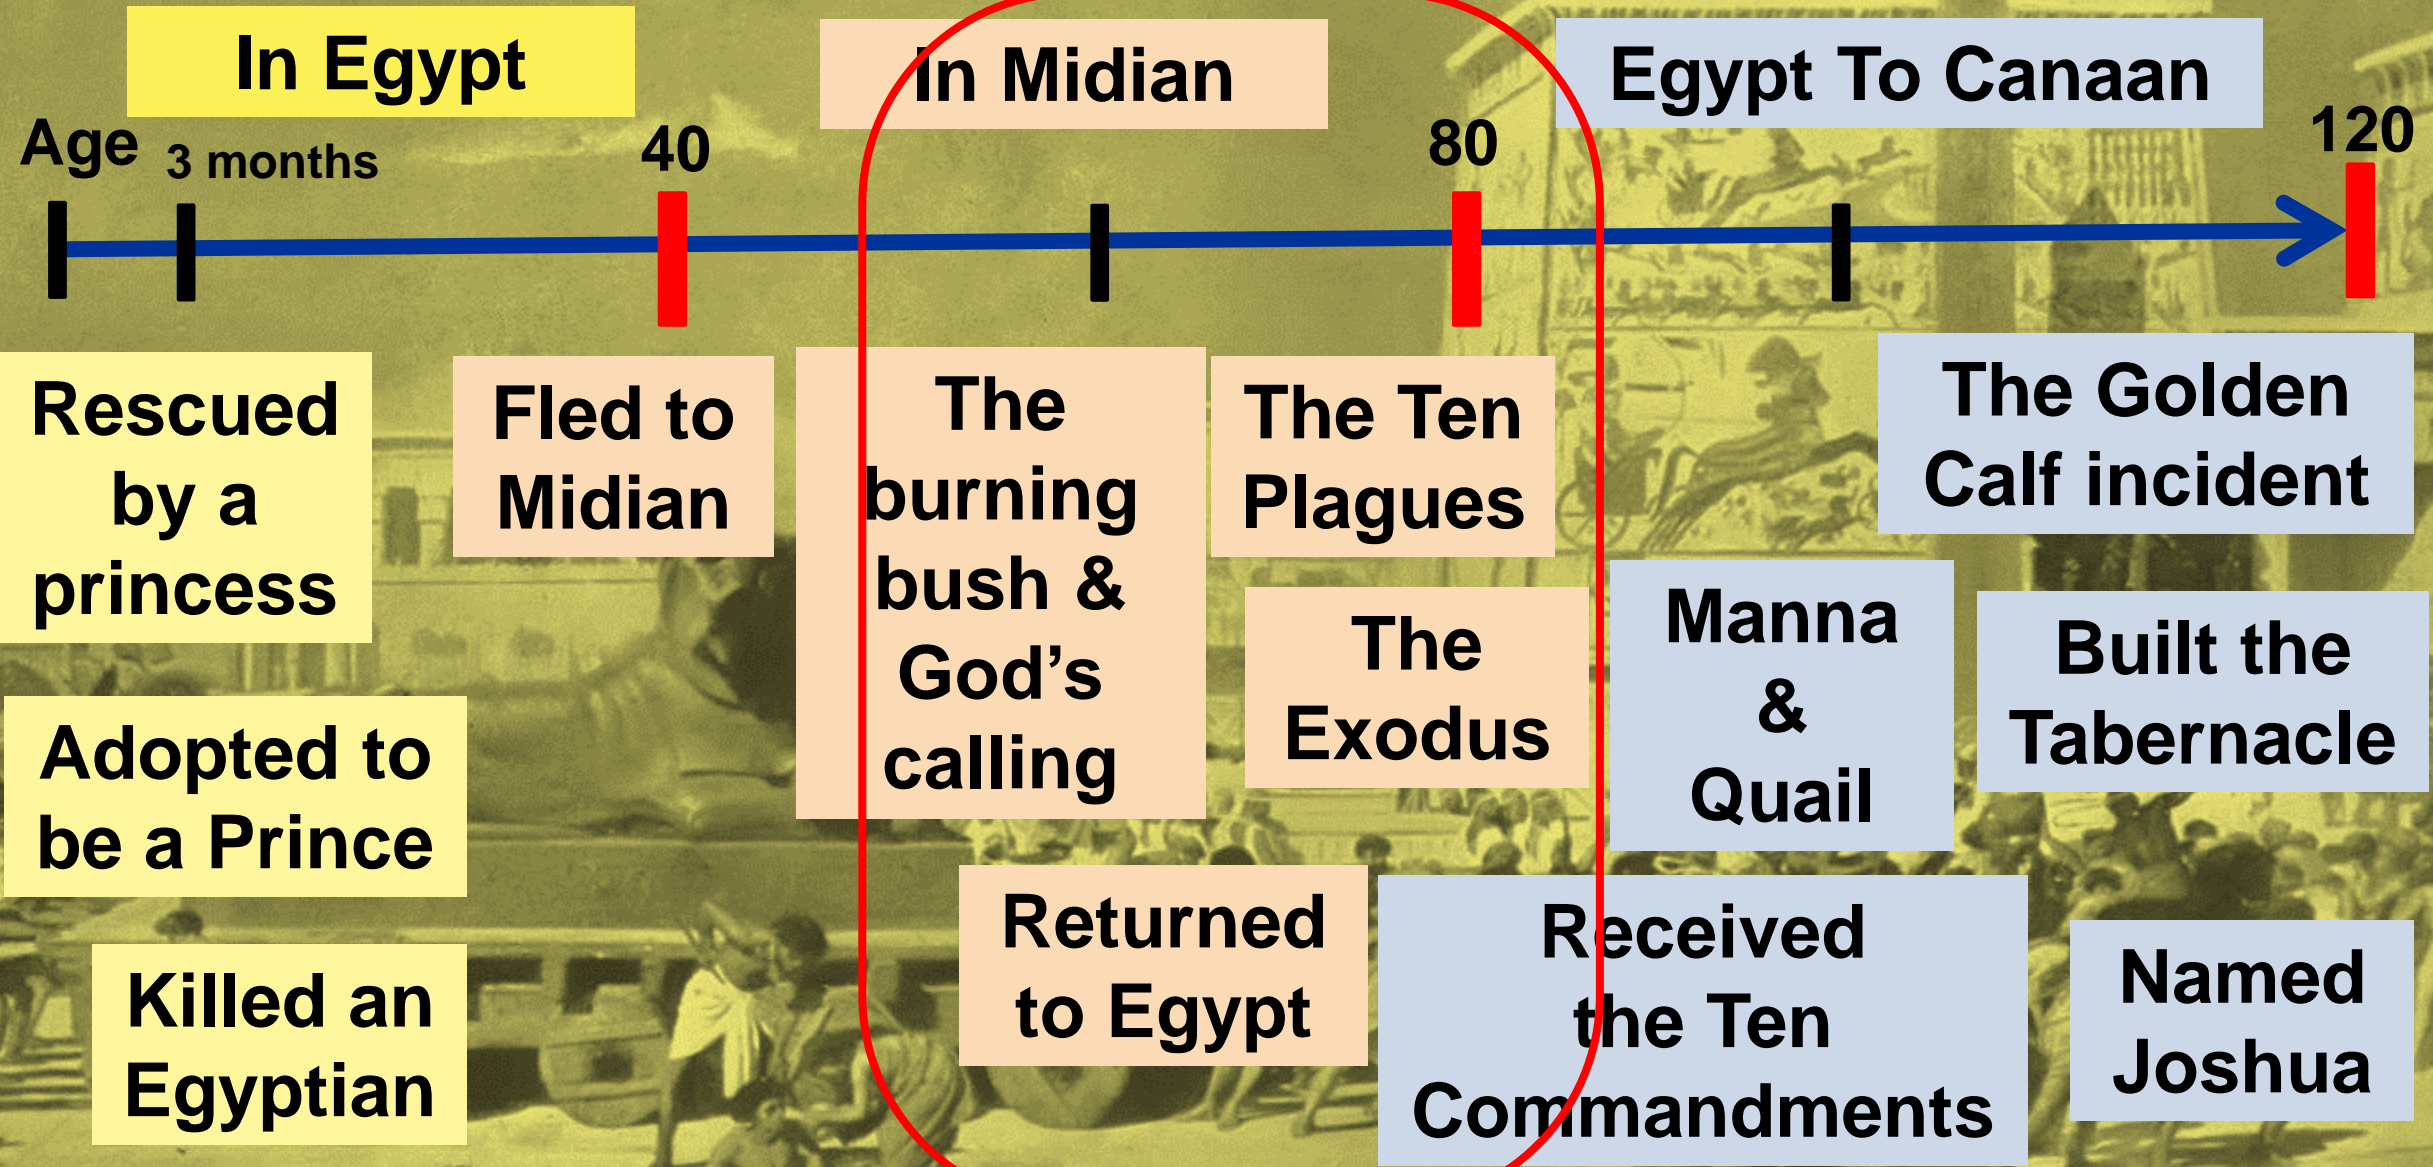 In Egypt
In Midian
Egypt To Canaan
Age
3 months
40
80
120
Rescued
by a
princess
Adopted to
be a Prince
Killed an
Egyptian
Fled to
Midian
The
burning
bush &
God’s
calling
Returned
to Egypt
The Ten
Plagues
The
Exodus
Received
the Ten
Commandments
Manna
&
Quail
The Golden
Calf incident
Built the
Tabernacle
Named
Joshua